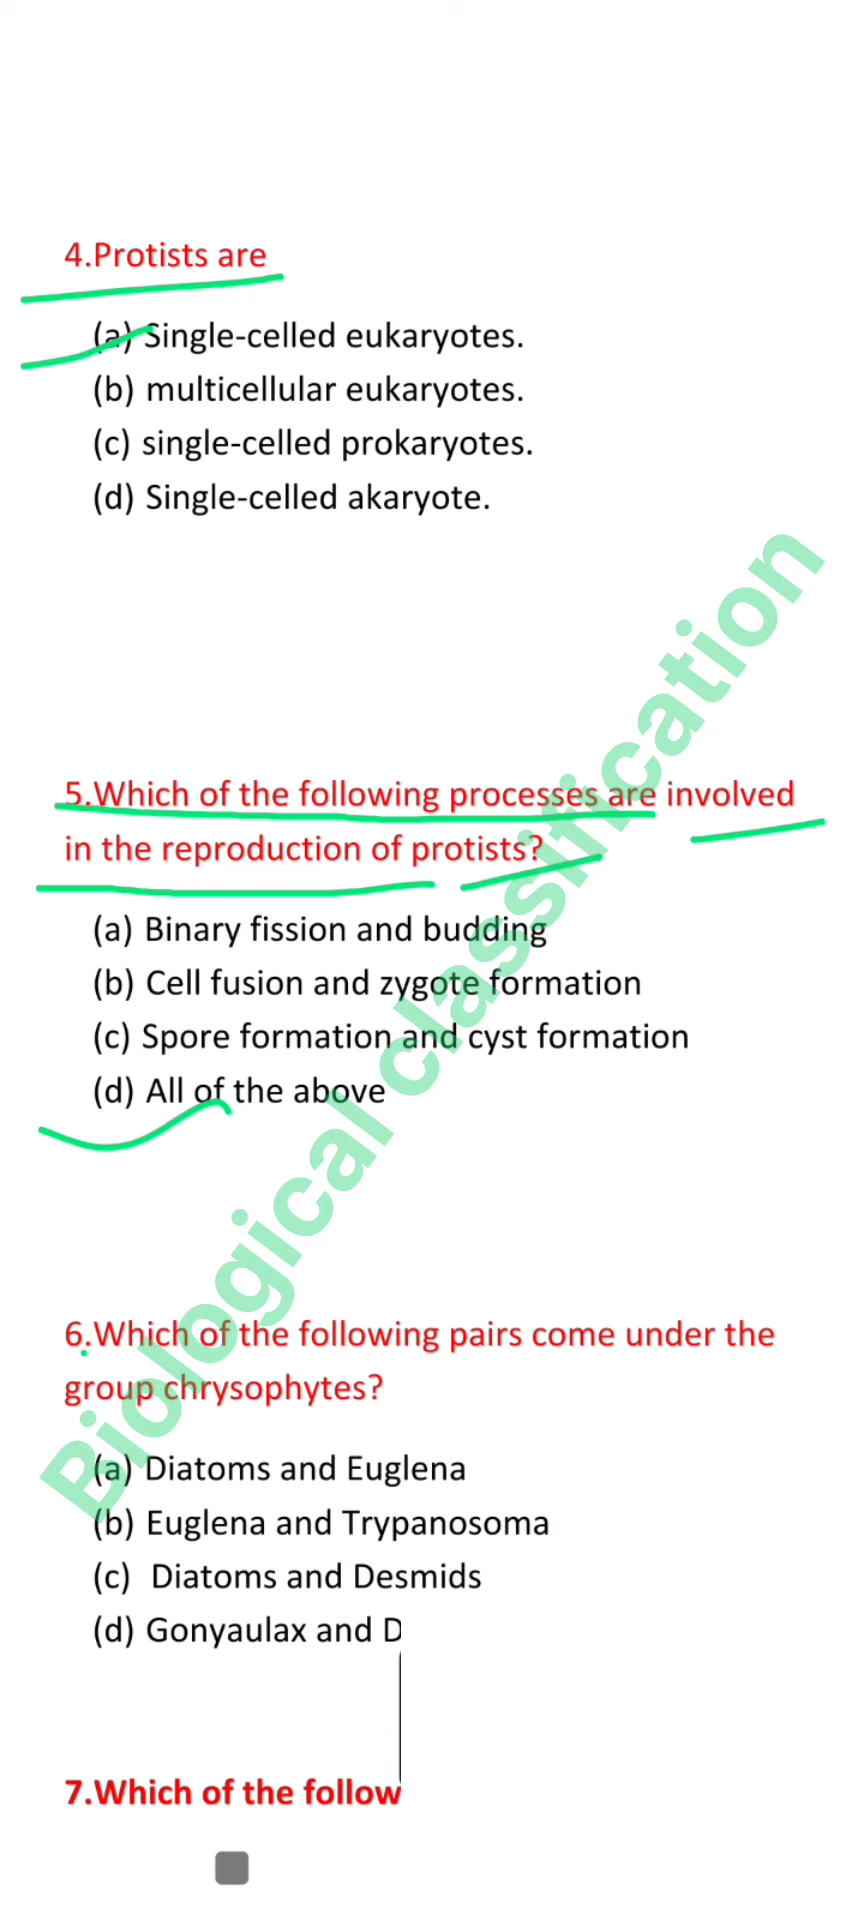 4.Protists are
(a) Single-celled eukaryotes.
(b) multicellular eukaryotes.
(c) single-celled prokaryotes.
(d) Single-celled akaryote.
5.Which of the following processes are involved
in the reproduction of protists?
(a) Binary fission and budding
(b) Cell fusion and zygote formation
(c) Spore formation and cyst formation
(d) All of the above
6.Which of the following pairs come under the
group chrysophytes?
(a) Diatoms and Euglena
(b) Euglena and Trypanosoma
(c) Diatoms and Desmids
(d) Gonyaulax and D
7.Which of the follow
Biological classification